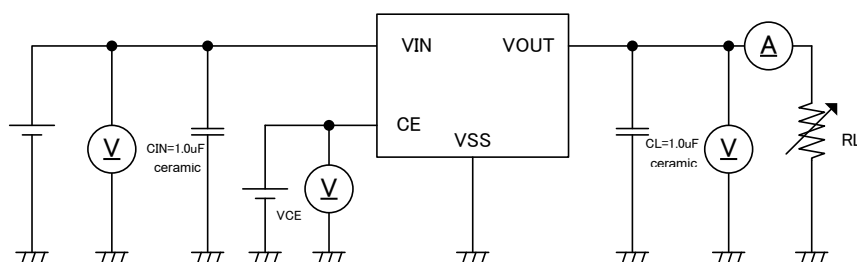 VIN
VOUT
A
V
CIN=1.0uF
ceramic
CE
VSS
V
VCE
CL=1.0uF
ceramic
V
RL